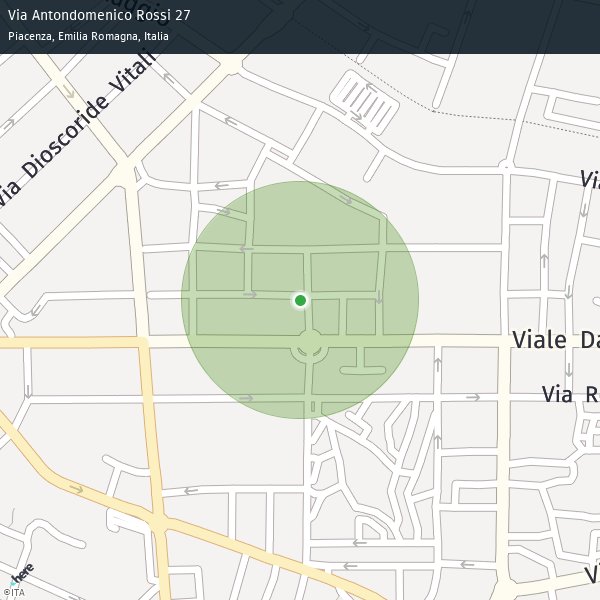 Via Antondomenico Rossi 27
Piacenza, Emilia Romagna, Italia
Via Dioscoride Vitali
Viale Da
Via R
here
©ITA